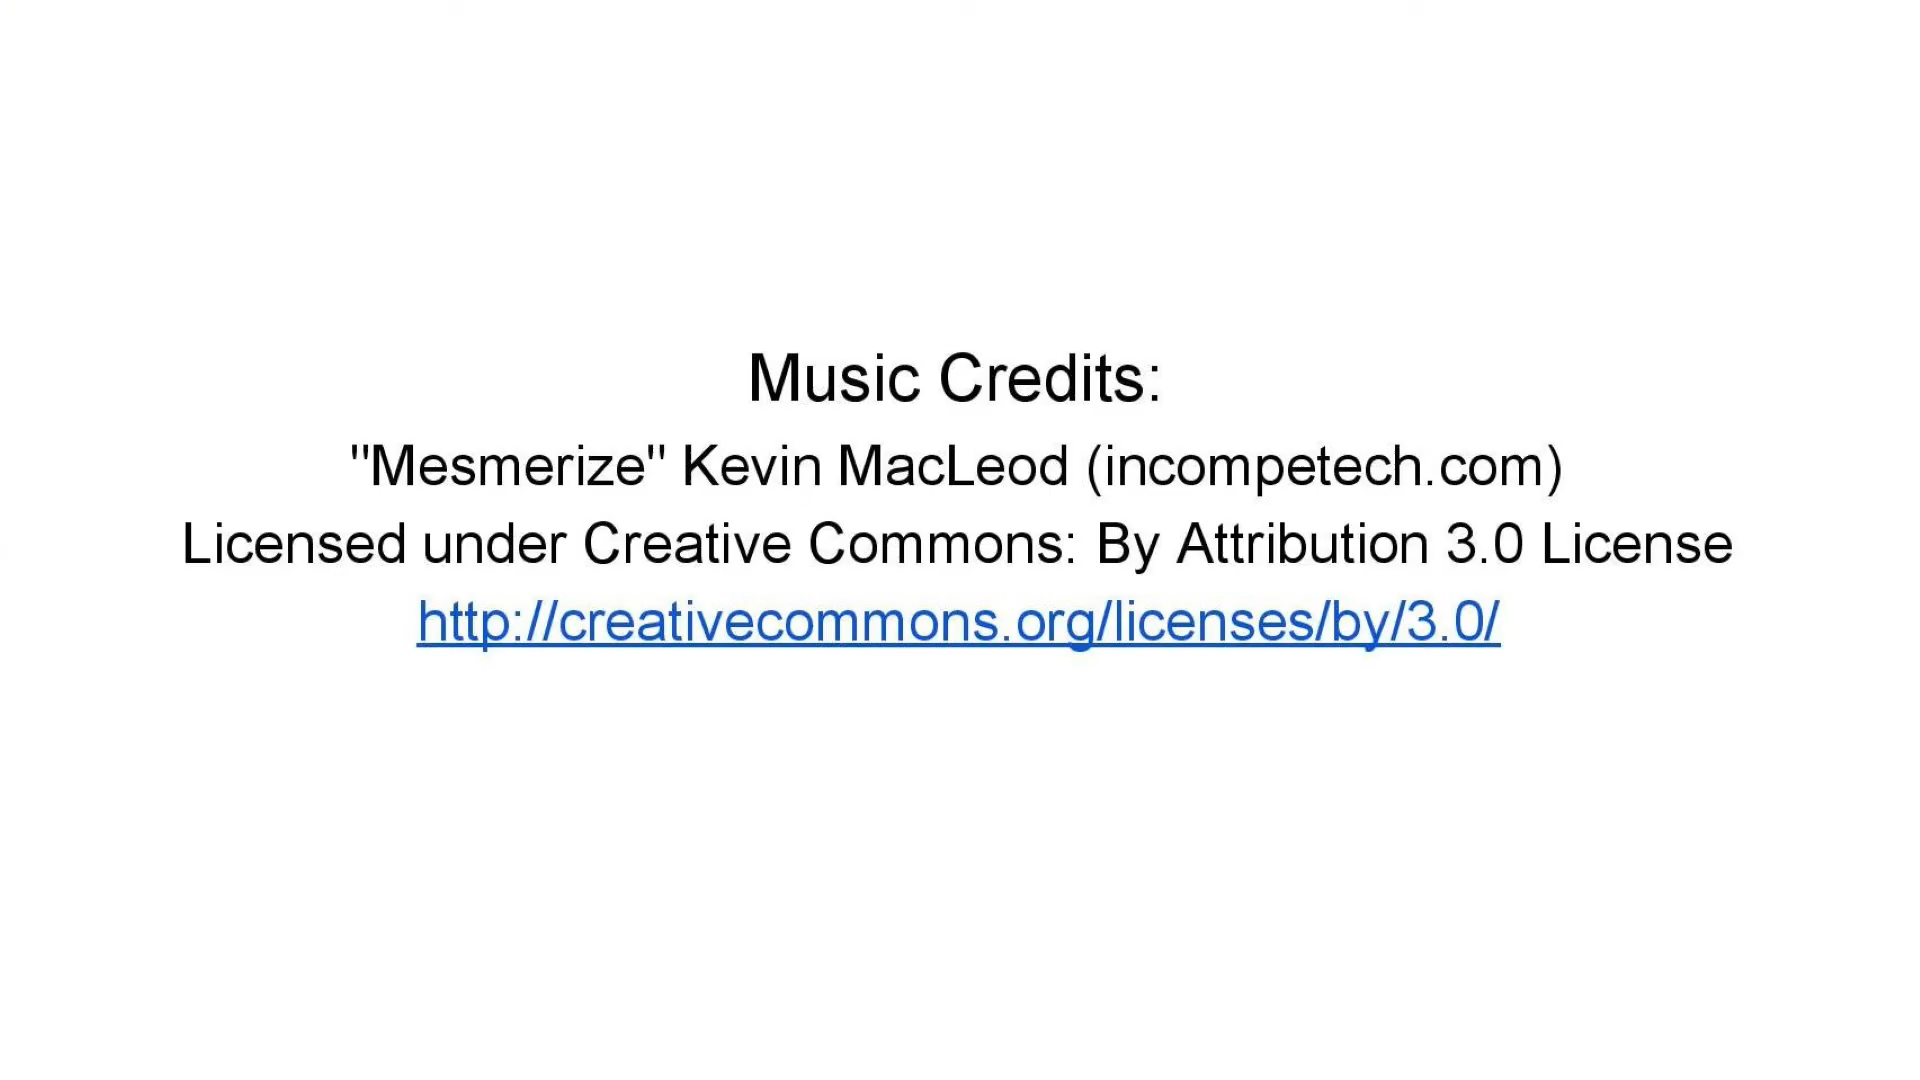 Music Credits:
"Mesmerize" Kevin MacLeod (incompetech.com)
Licensed under Creative Commons: By Attribution 3.0 License
http://creativecommons.org/licenses/by/3.0/